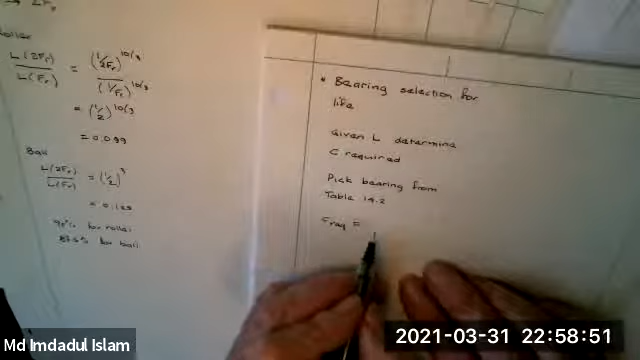 → 2Fr
Roller
L(2Fr)/L(Fr) = (1/2Fr)^10/3 / (1/Fr)^10/3
= (1/2)^10/3
= 0.099
Ball
L(2Fr)/L(Fr) = (1/2)^3
= 0.125
90% for roller
87.5% for ball
* Bearing selection for
life
Given L determine
C required
Pick bearing from
Table 14.2
Creq =
Md Imdadul Islam
2021-03-31 22:58:51